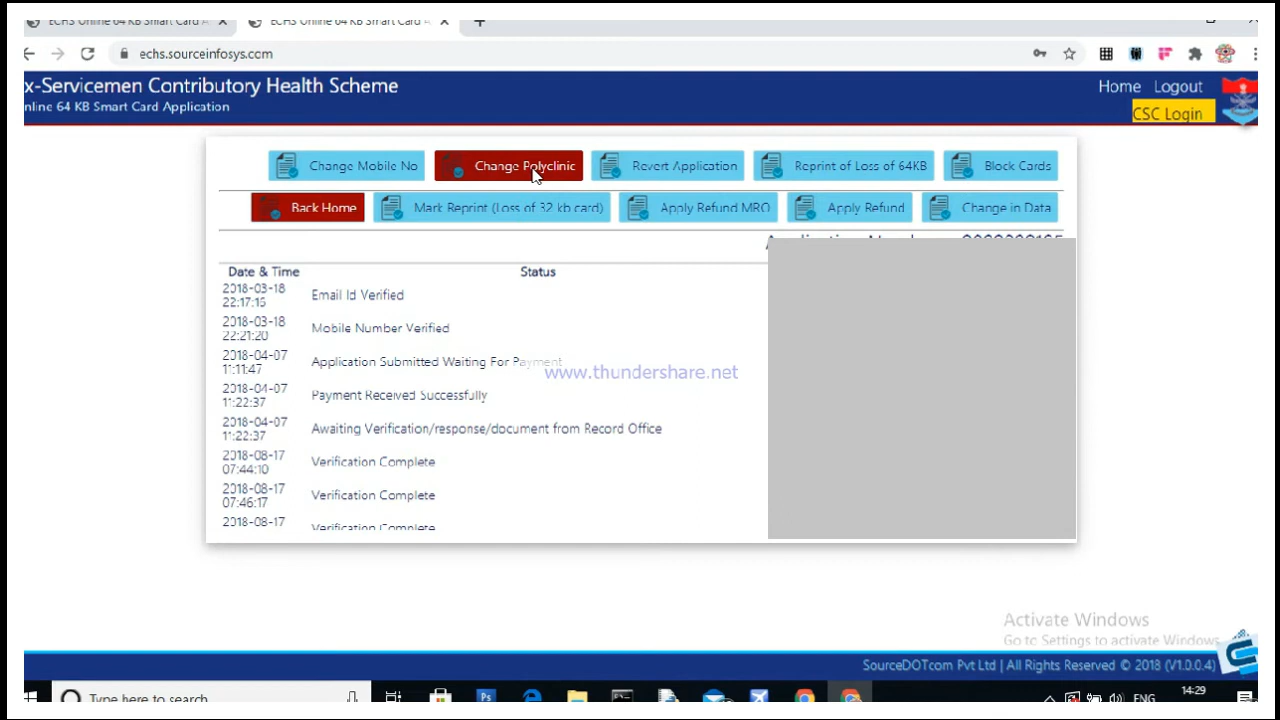 ECHS Online 64 KB Smart Card A
ECHS Online 64 KB Smart Card A
echs.sourceinfosys.com
x-Servicemen Contributory Health Scheme
nline 64 KB Smart Card Application
Home Logout
CSC Login
Change Mobile No Change Polyclinic Revert Application Reprint of Loss of 64KB Block Cards
Back Home Mark Reprint (Loss of 32 kb card) Apply Refund MRO Apply Refund Change in Data
Date & Time Status
2018-03-18
22:17:15 Email Id Verified
2018-03-18
22:21:20 Mobile Number Verified
2018-04-07
11:11:47 Application Submitted Waiting For Payment
www.thundershare.net
2018-04-07
11:22:37 Payment Received Successfully
2018-04-07
11:22:37 Awaiting Verification/response/document from Record Office
2018-08-17
07:44:10 Verification Complete
2018-08-17
07:46:17 Verification Complete
2018-08-17 Verification Complete
Activate Windows
Go to Settings to activate Windows.
SourceDOTcom Pvt Ltd | All Rights Reserved © 2018 (V1.0.0.4)
Type here to search
ENG
14:29